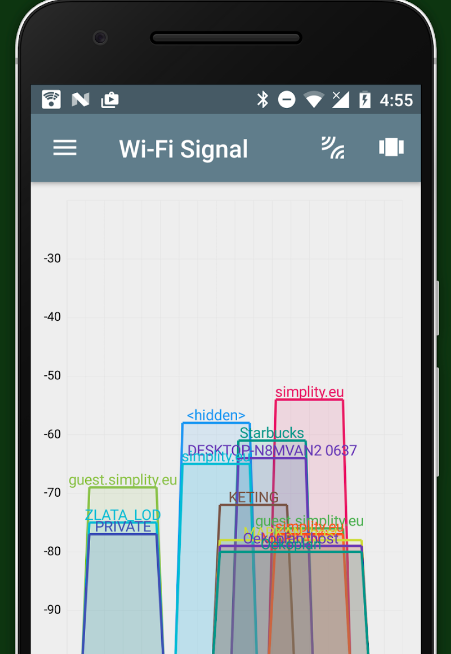 4:55
Wi-Fi Signal
-30
-40
-50
simplity.eu
<hidden>
Starbucks
-60
DESKTOP-N8MVAN2 0637
simplity.eu
guest.simplity.eu
-70
KETING
ZLATA_LOD
guest.simplity.eu
PRIVATE
-80
-90